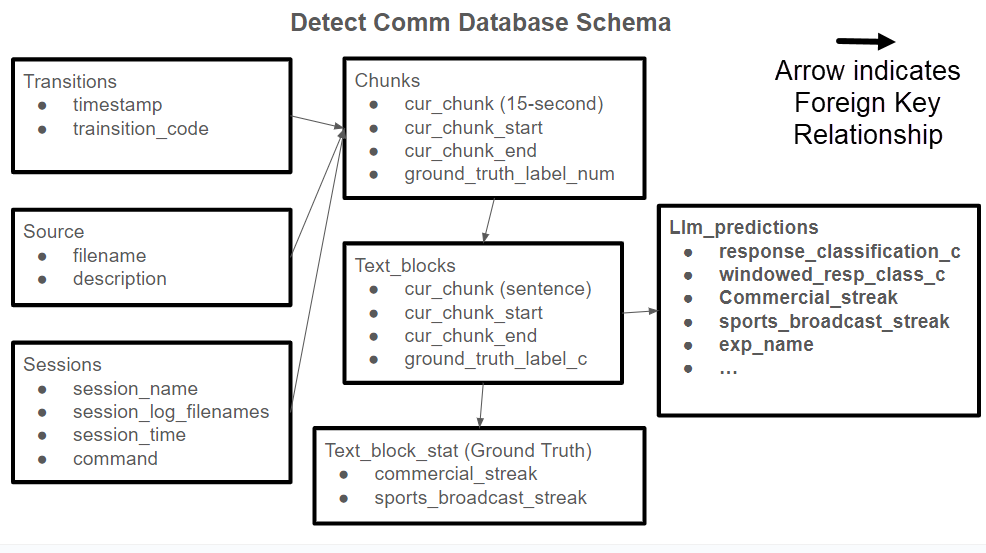 Detect Comm Database Schema
Arrow indicates
Foreign Key
Relationship
Transitions
● timestamp
● trainsition_code
Source
● filename
● description
Sessions
● session_name
● session_log_filenames
● session_time
● command
Chunks
● cur_chunk (15-second)
● cur_chunk_start
● cur_chunk_end
● ground_truth_label_num
Text_blocks
● cur_chunk (sentence)
● cur_chunk_start
● cur_chunk_end
● ground_truth_label_c
Text_block_stat (Ground Truth)
● commercial_streak
● sports_broadcast_streak
Llm_predictions
● response_classification_c
● windowed_resp_class_c
● Commercial_streak
● sports_broadcast_streak
● exp_name
● ...